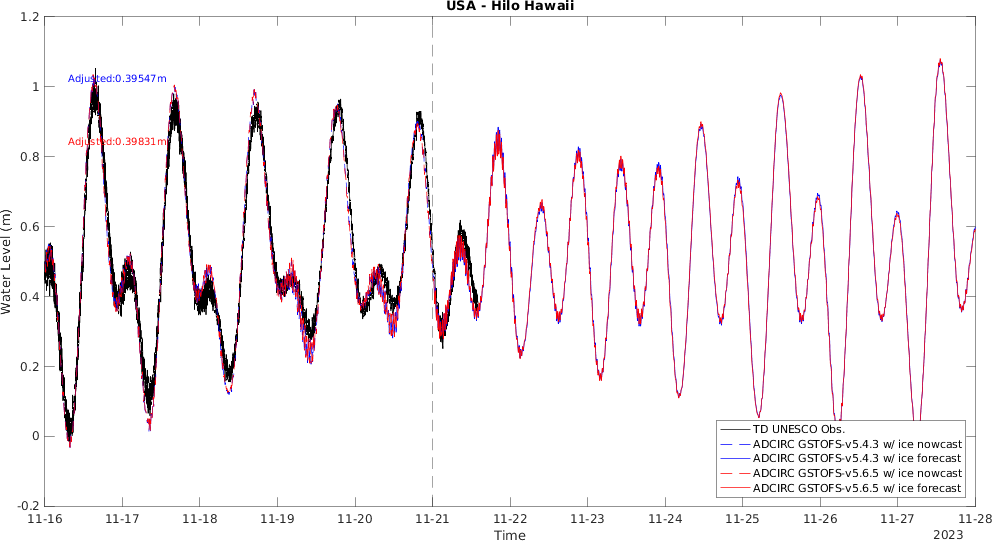 USA - Hilo Hawaii
1.2
1
0.8
0.6
0.4
0.2
0
-0.2
Water Level (m)
Adjusted:0.39547m
Adjusted:0.39831m
TD UNESCO Obs.
ADCIRC GSTOFS-v5.4.3 w/ ice nowcast
ADCIRC GSTOFS-v5.4.3 w/ ice forecast
ADCIRC GSTOFS-v5.6.5 w/ ice nowcast
ADCIRC GSTOFS-v5.6.5 w/ ice forecast
11-16 11-17 11-18 11-19 11-20 11-21 11-22 11-23 11-24 11-25 11-26 11-27 11-28
Time
2023